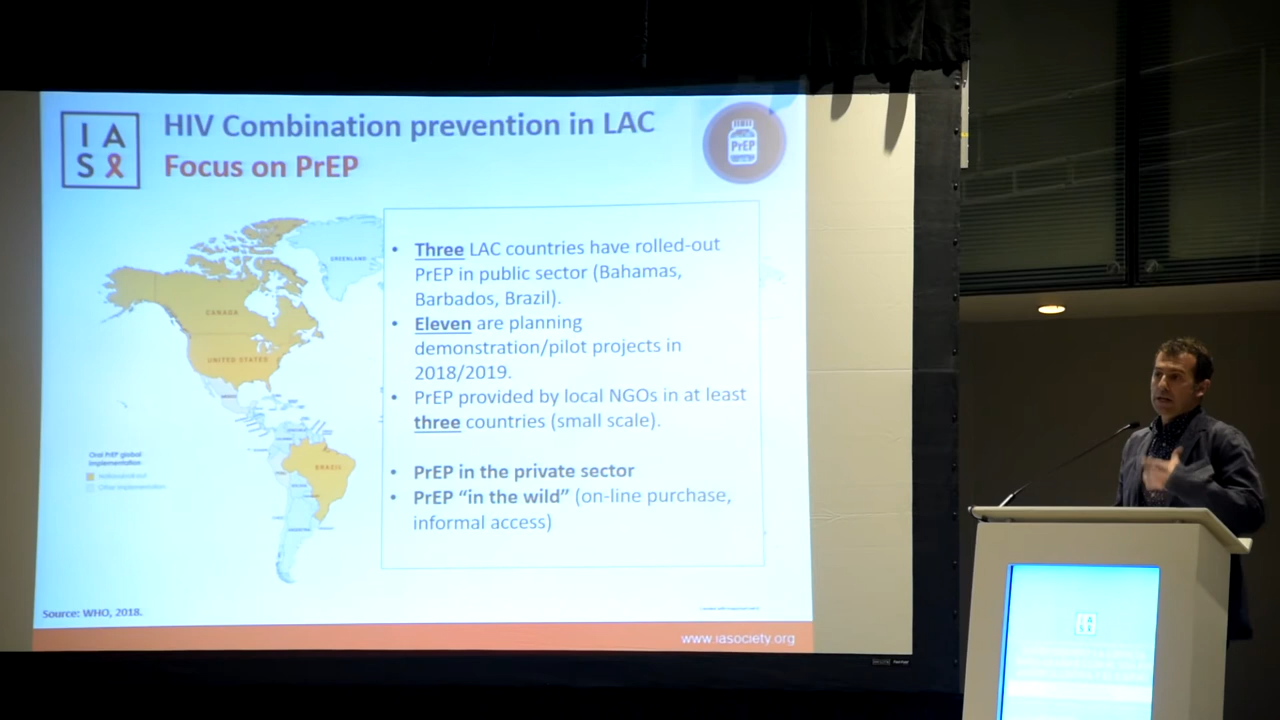 IA
S
HIV Combination prevention in LAC
Focus on PrEP
PrEP
GREENLAND
CANADA
UNITED STATES
BRAZIL
Oral PrEP global
implementation
• Three LAC countries have rolled-out
PrEP in public sector (Bahamas,
Barbados, Brazil).
• Eleven are planning
demonstration/pilot projects in
2018/2019.
• PrEP provided by local NGOs in at least
three countries (small scale).
• PrEP in the private sector
• PrEP “in the wild” (on-line purchase,
informal access)
Source: WHO, 2018.
www.iasociety.org